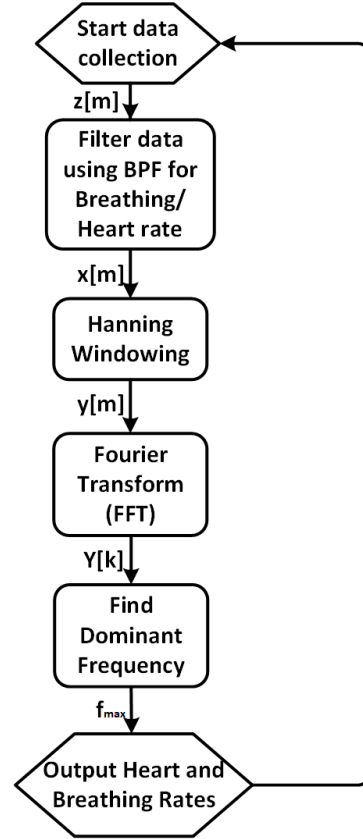 Start data
collection
z[m]
Filter data
using BPF for
Breathing/
Heart rate
x[m]
Hanning
Windowing
y[m]
Fourier
Transform
(FFT)
Y[k]
Find
Dominant
Frequency
fmax
Output Heart and
Breathing Rates